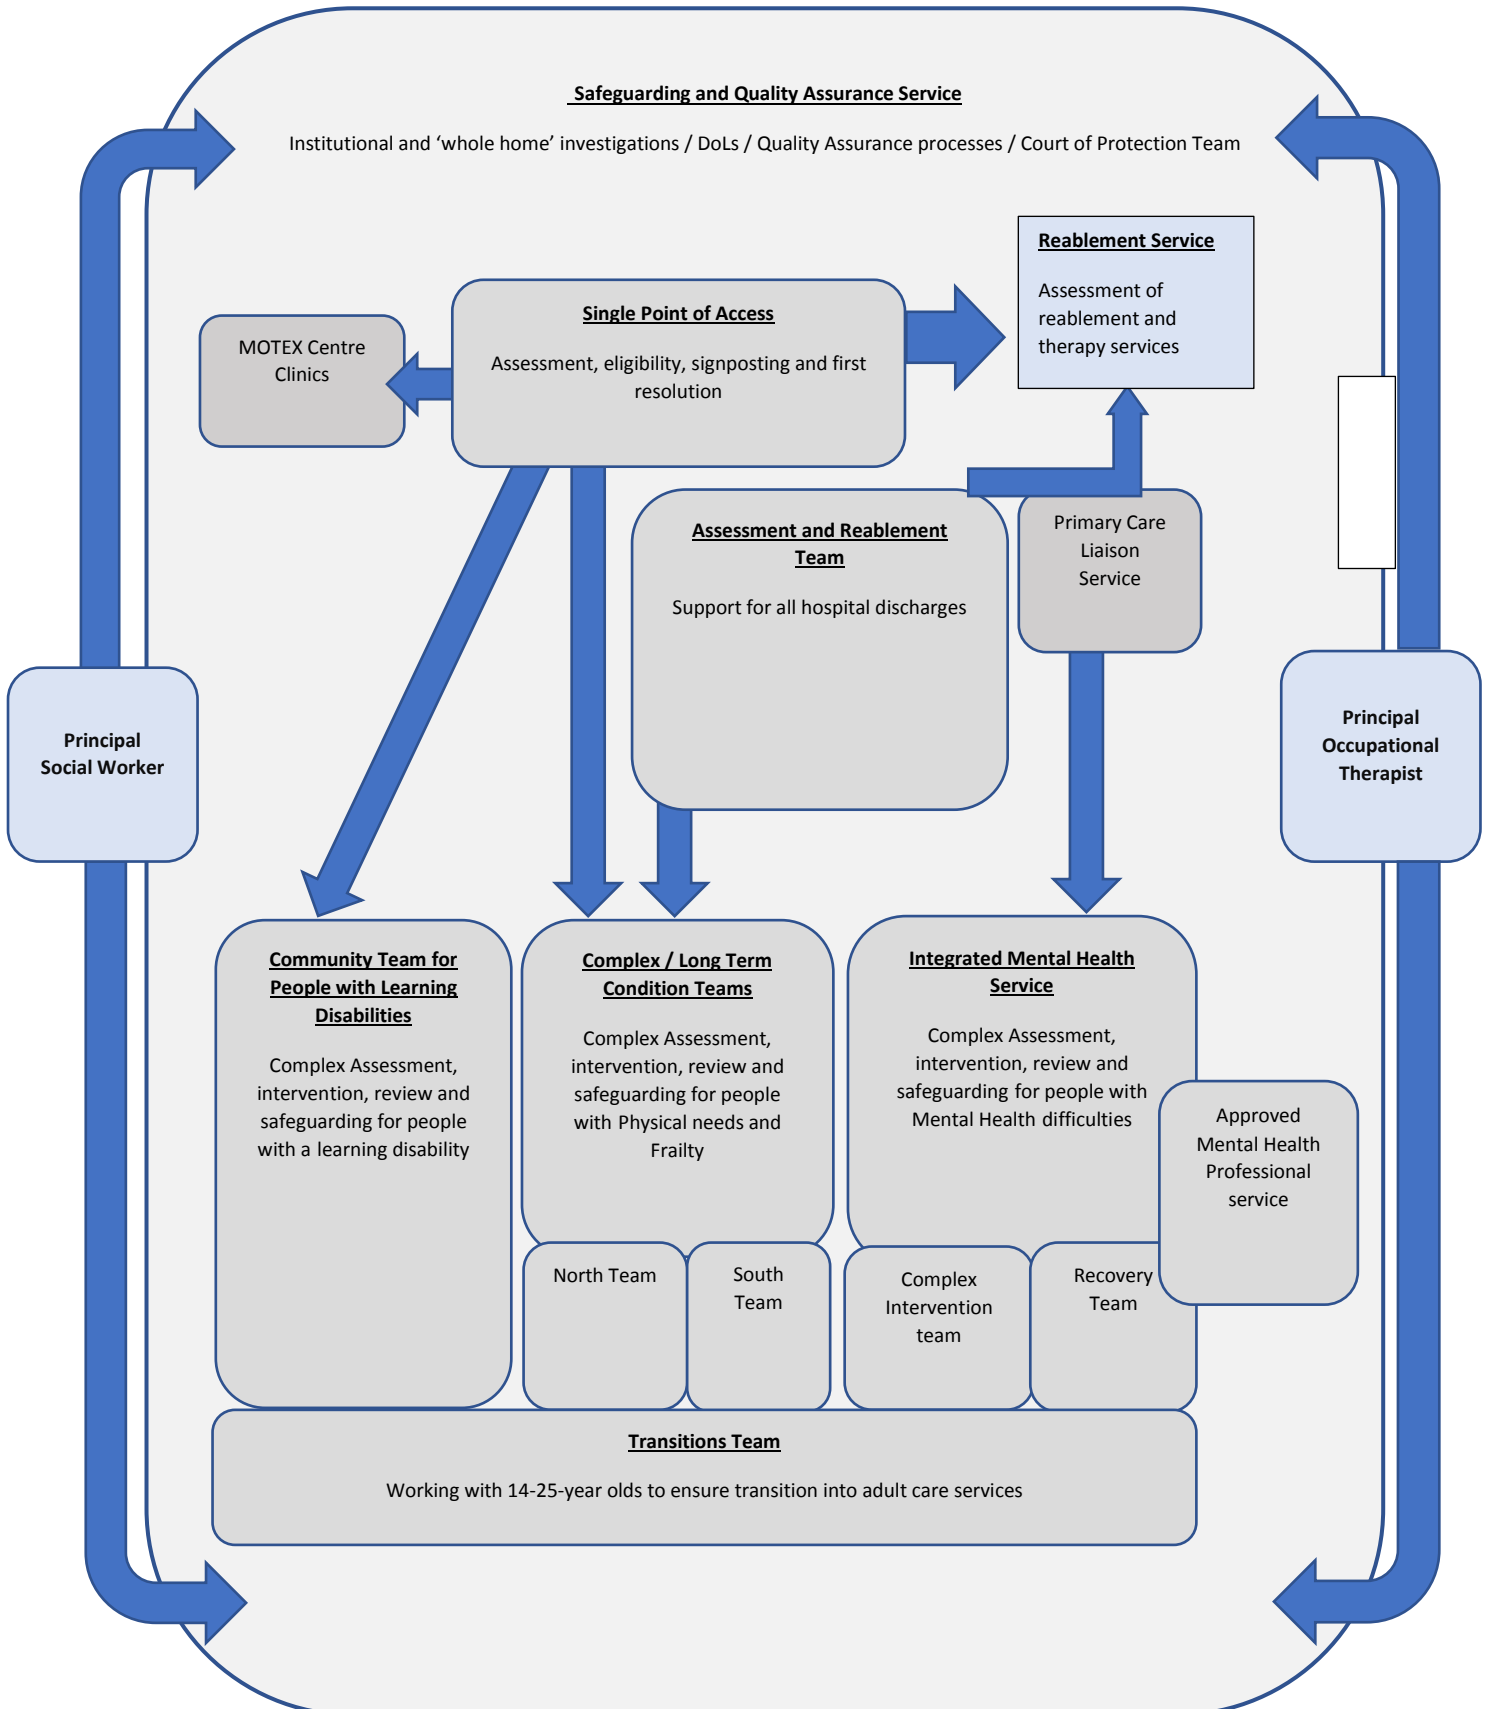 Safeguarding and Quality Assurance Service
Institutional and ‘whole home’ investigations / DoLs / Quality Assurance processes / Court of Protection Team
Reablement Service
Assessment of
reablement and
therapy services
Single Point of Access
Assessment, eligibility, signposting and first
resolution
MOTEX Centre
Clinics
Assessment and Reablement
Team
Support for all hospital discharges
Primary Care
Liaison
Service
Principal
Social Worker
Principal
Occupational
Therapist
Community Team for
People with Learning
Disabilities
Complex Assessment,
intervention, review and
safeguarding for people
with a learning disability
Complex / Long Term
Condition Teams
Complex Assessment,
intervention, review and
safeguarding for people
with Physical needs and
Frailty
Integrated Mental Health
Service
Complex Assessment,
intervention, review and
safeguarding for people with
Mental Health difficulties
Approved
Mental Health
Professional
service
North Team
South
Team
Complex
Intervention
team
Recovery
Team
Transitions Team
Working with 14-25-year olds to ensure transition into adult care services